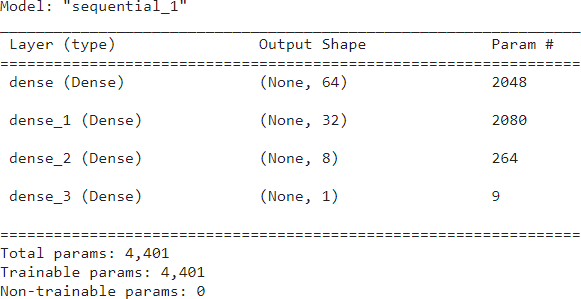 Model: "sequential_1"
_________________________________________________________________
Layer (type) Output Shape Param #
=================================================================
dense (Dense) (None, 64) 2048
dense_1 (Dense) (None, 32) 2080
dense_2 (Dense) (None, 8) 264
dense_3 (Dense) (None, 1) 9
=================================================================
Total params: 4,401
Trainable params: 4,401
Non-trainable params: 0